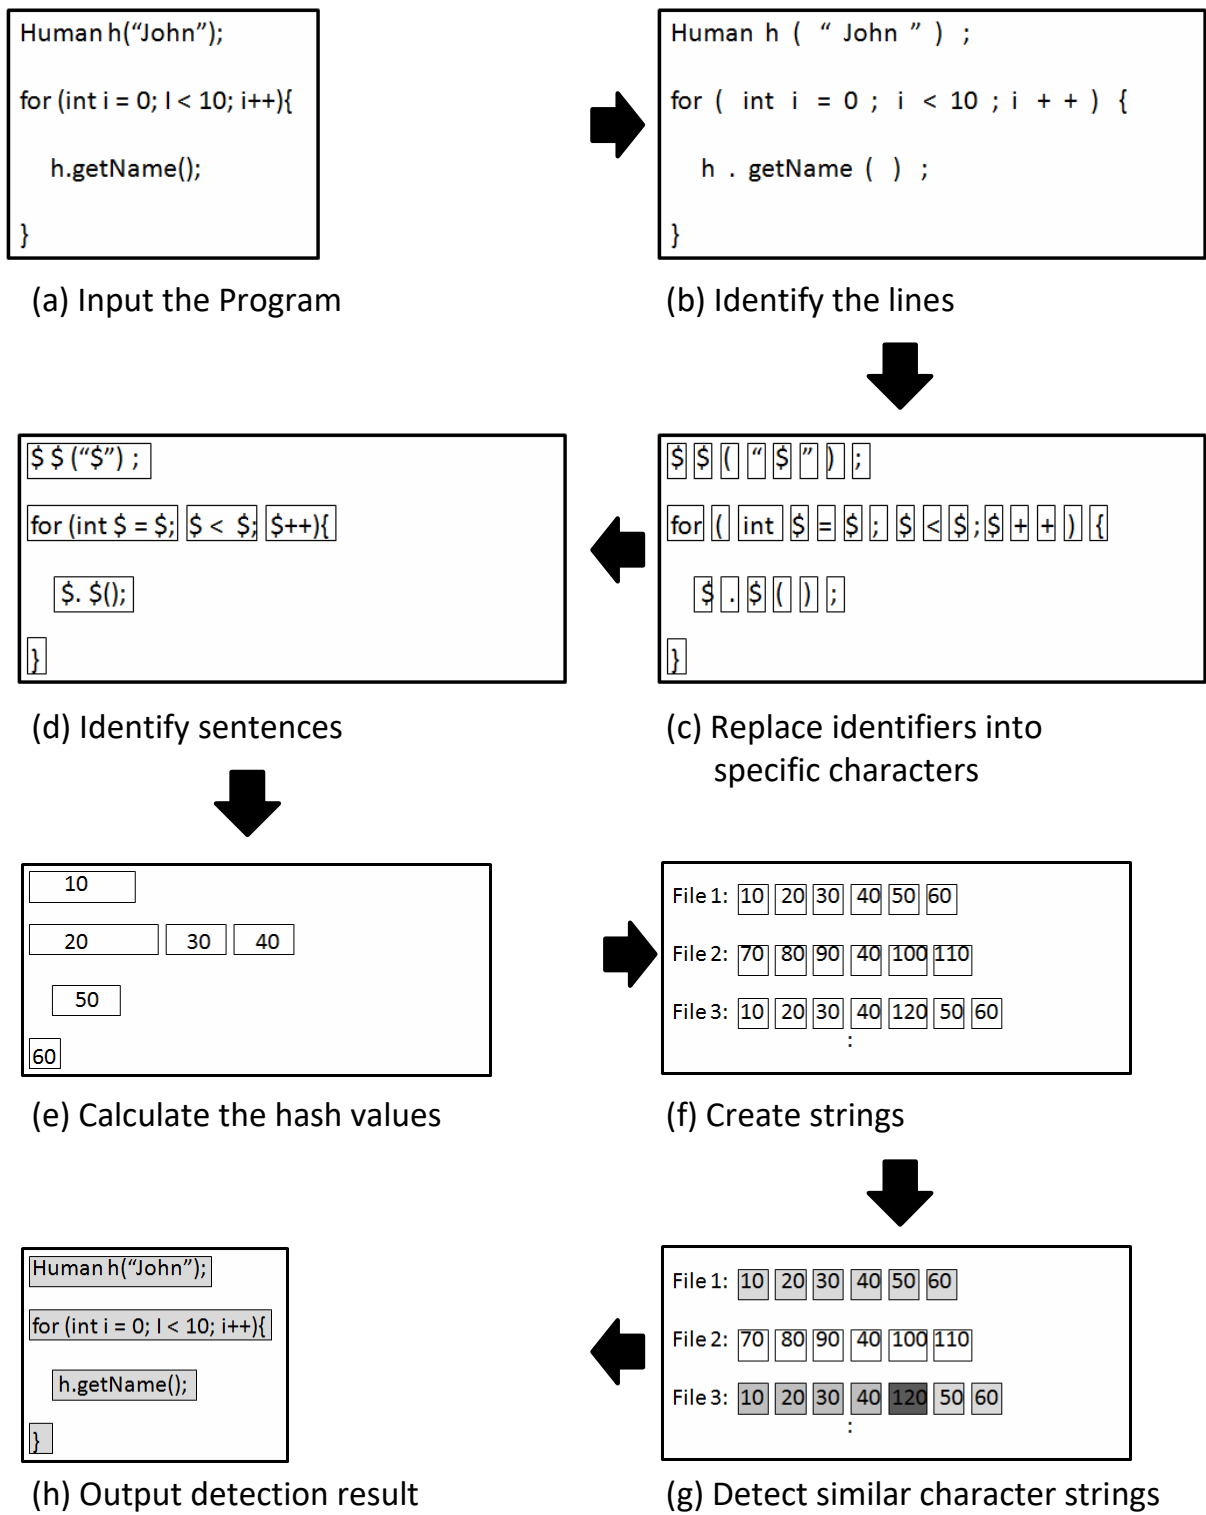 Human h(“John”);
for (int i = 0; I < 10; i++){
h.getName();
}
(a) Input the Program
Human h ( “ John ” ) ;
for ( int i = 0 ; i < 10 ; i + + ) {
h . getName ( ) ;
}
(b) Identify the lines
$ $ ( “ $ ” ) ;
for ( int $ = $ ; $ < $ ; $ + + ) {
$ . $ ( ) ;
}
(c) Replace identifiers into
specific characters
$ $ (“$”) ;
for (int $ = $; $ < $; $++){
$. $();
}
(d) Identify sentences
10
20 30 40
50
60
(e) Calculate the hash values
File 1: 10 20 30 40 50 60
File 2: 70 80 90 40 100 110
File 3: 10 20 30 40 120 50 60
:
(f) Create strings
File 1: 10 20 30 40 50 60
File 2: 70 80 90 40 100 110
File 3: 10 20 30 40 120 50 60
:
(g) Detect similar character strings
Human h(“John”);
for (int i = 0; I < 10; i++){
h.getName();
}
(h) Output detection result